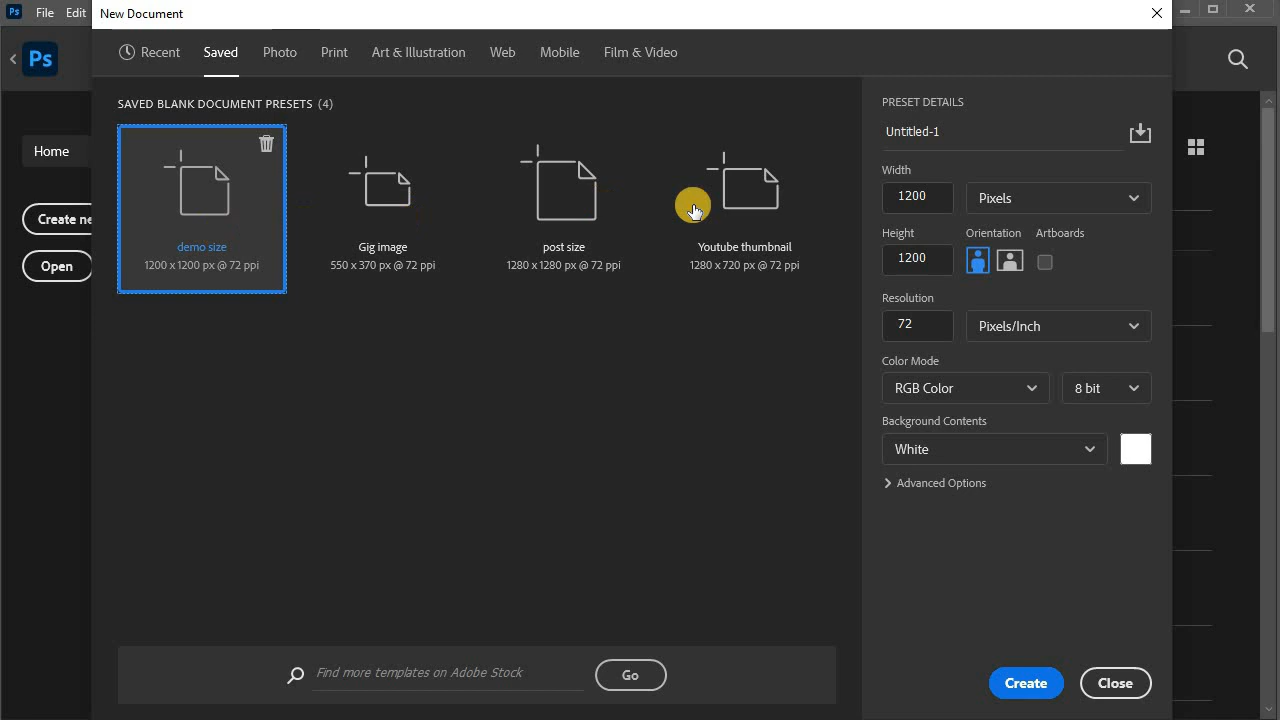 Ps File Edit
New Document
Ps
Recent Saved Photo Print Art & Illustration Web Mobile Film & Video
SAVED BLANK DOCUMENT PRESETS (4)
demo size
1200 x 1200 px @ 72 ppi
Gig image
550 x 370 px @ 72 ppi
post size
1280 x 1280 px @ 72 ppi
Youtube thumbnail
1280 x 720 px @ 72 ppi
Home
Create ne
Open
PRESET DETAILS
Untitled-1
Width
1200 Pixels
Height Orientation Artboards
1200
Resolution
72 Pixels/Inch
Color Mode
RGB Color 8 bit
Background Contents
White
Advanced Options
Find more templates on Adobe Stock Go
Create Close